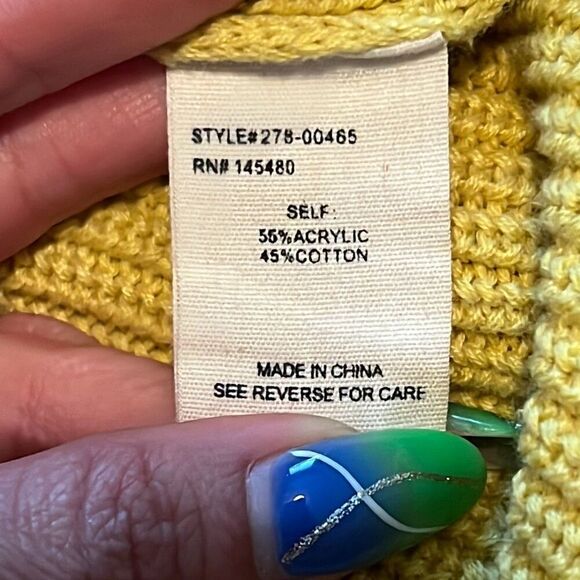 STYLE#278-00465
RN# 145480
SELF:
55%ACRYLIC
45%COTTON
MADE IN CHINA
SEE REVERSE FOR CARE